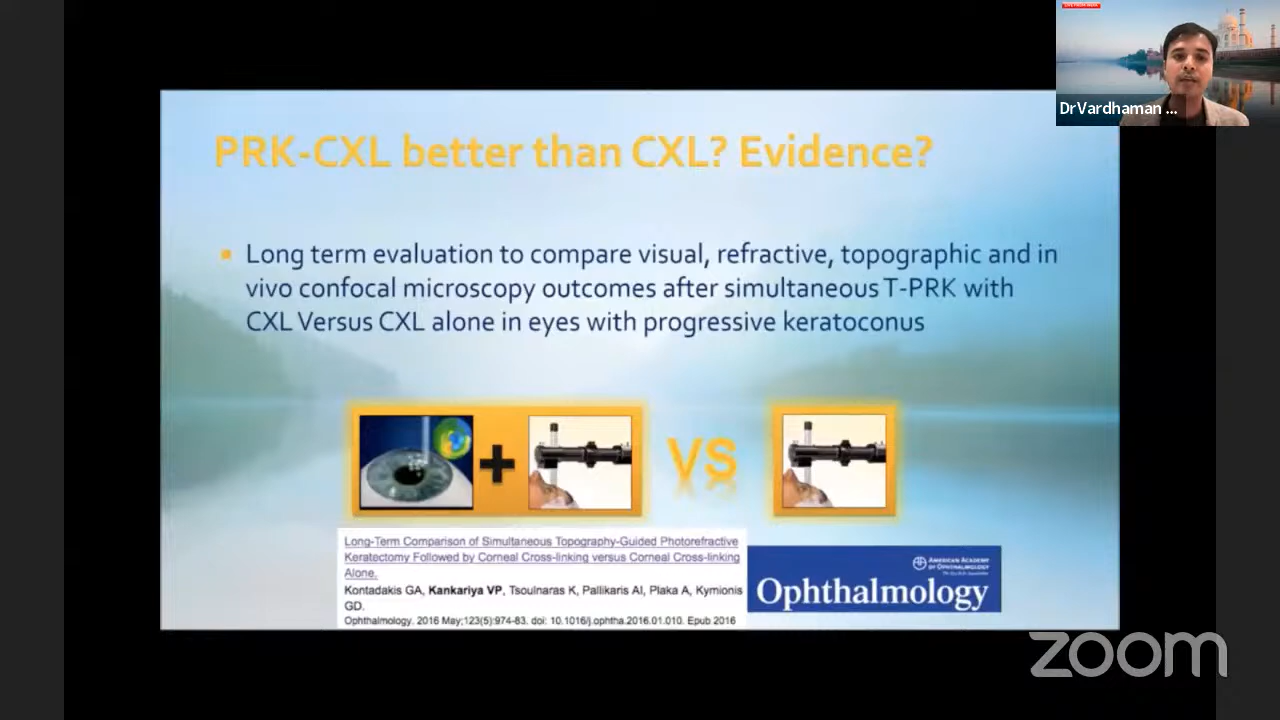 DrVardhaman ...
PRK-CXL better than CXL? Evidence?
Long term evaluation to compare visual, refractive, topographic and in
vivo confocal microscopy outcomes after simultaneous T-PRK with
CXL Versus CXL alone in eyes with progressive keratoconus
VS
Long-Term Comparison of Simultaneous Topography-Guided Photorefractive
Keratectomy Followed by Corneal Cross-linking versus Corneal Cross-linking
Alone.
Kontadakis GA, Kankariya VP, Tsoulnaras K, Pallikaris AI, Plaka A, Kymionis
GD.
Ophthalmology. 2016 May;123(5):974-83. doi: 10.1016/j.ophtha.2016.01.010. Epub 2016
AMERICAN ACADEMY
OF OPHTHALMOLOGY
Ophthalmology
zoom